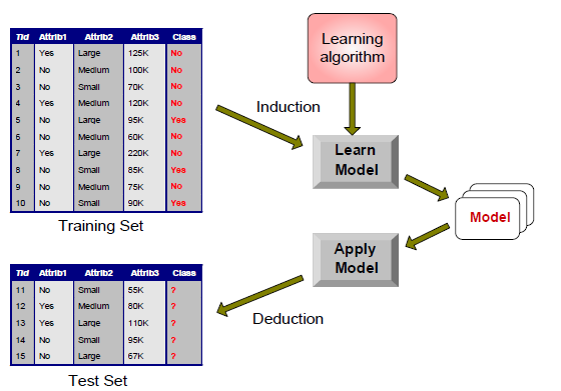 Tid Attrib1 Attrib2 Attrib3 Class
1 Yes Large 125K No
2 No Medium 100K No
3 No Small 70K No
4 Yes Medium 120K No
5 No Large 95K Yes
6 No Medium 60K No
7 Yes Large 220K No
8 No Small 85K Yes
9 No Medium 75K No
10 No Small 90K Yes
Training Set
Learning
algorithm
Induction
Learn
Model
Model
Apply
Model
Deduction
Tid Attrib1 Attrib2 Attrib3 Class
11 No Small 55K ?
12 Yes Medium 80K ?
13 Yes Large 110K ?
14 No Small 95K ?
15 No Large 67K ?
Test Set